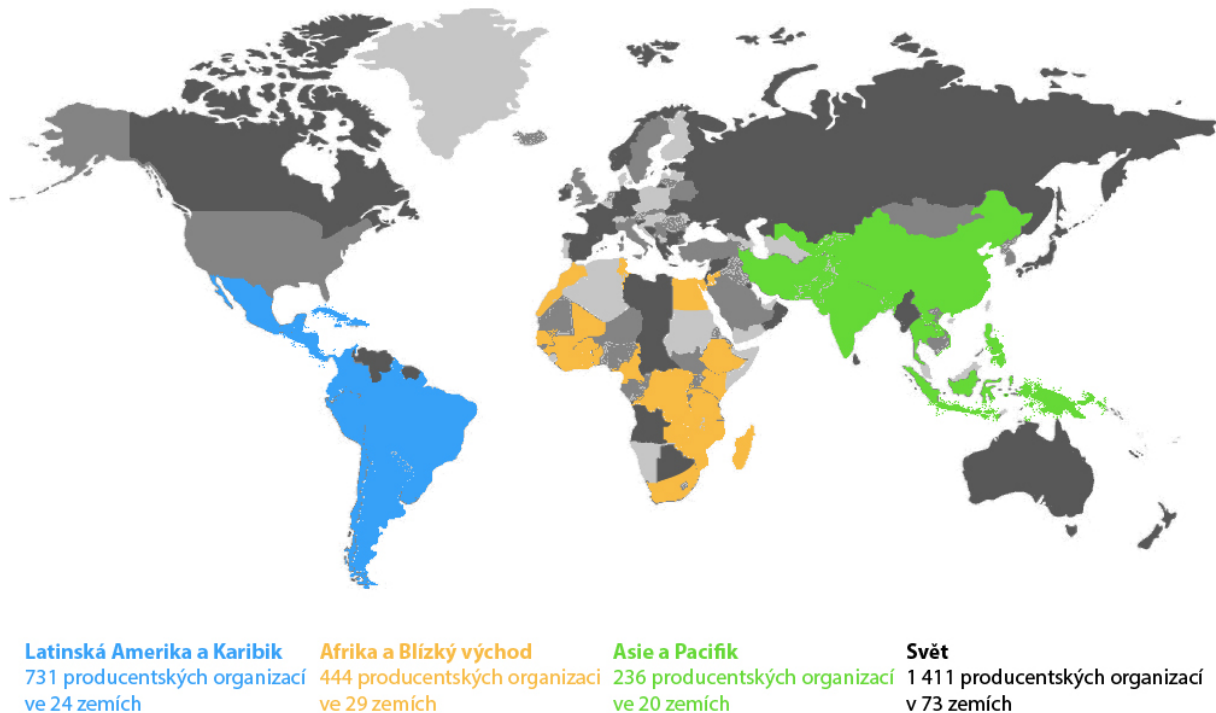 Latinská Amerika a Karibik
731 producentských organizací
ve 24 zemích
Afrika a Blízký východ
444 producentských organizaci
ve 29 zemích
Asie a Pacifik
236 producentských organizací
ve 20 zemích
Svět
1 411 producentských organizací
v 73 zemích